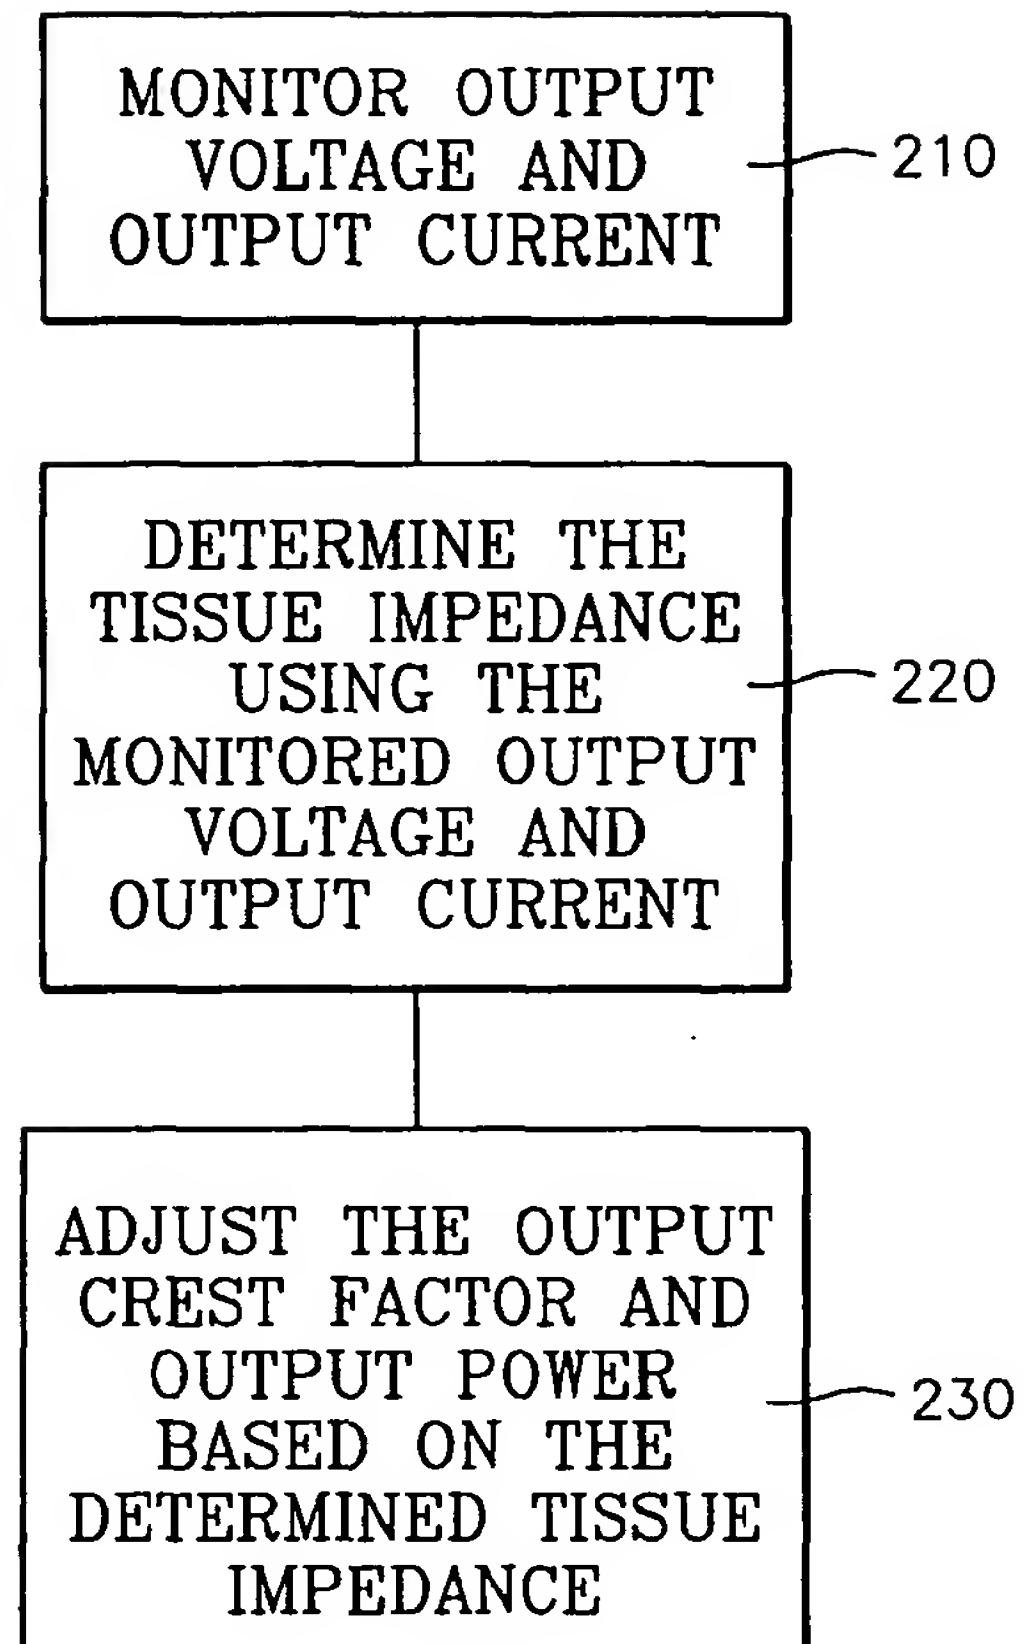 MONITOR OUTPUT
VOLTAGE AND
OUTPUT CURRENT
210
DETERMINE THE
TISSUE IMPEDANCE
USING THE
MONITORED OUTPUT
VOLTAGE AND
OUTPUT CURRENT
220
ADJUST THE OUTPUT
CREST FACTOR AND
OUTPUT POWER
BASED ON THE
DETERMINED TISSUE
IMPEDANCE
230